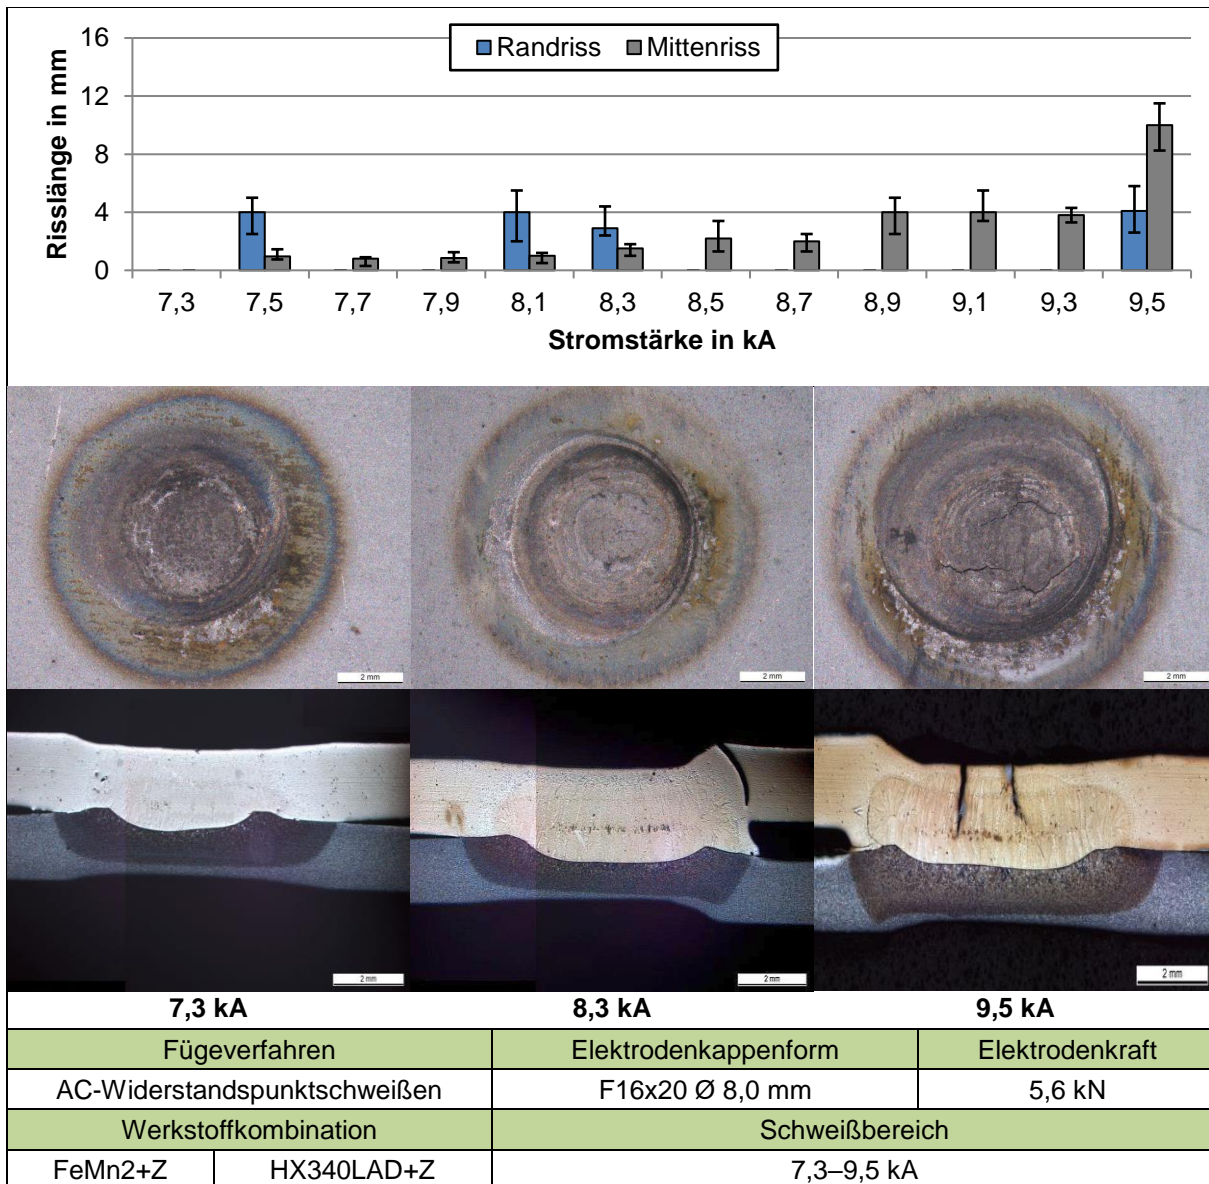 16
12
8
4
0
Risslänge in mm
Randriss Mittenriss
7,3 7,5 7,7 7,9 8,1 8,3 8,5 8,7 8,9 9,1 9,3 9,5
Stromstärke in kA
2 mm 2 mm 2 mm
2 mm 2 mm 2 mm
7,3 kA 8,3 kA 9,5 kA
Fügeverfahren Elektrodenkappenform Elektrodenkraft
AC-Widerstandspunktschweißen F16x20 Ø 8,0 mm 5,6 kN
Werkstoffkombination Schweißbereich
FeMn2+Z HX340LAD+Z 7,3–9,5 kA